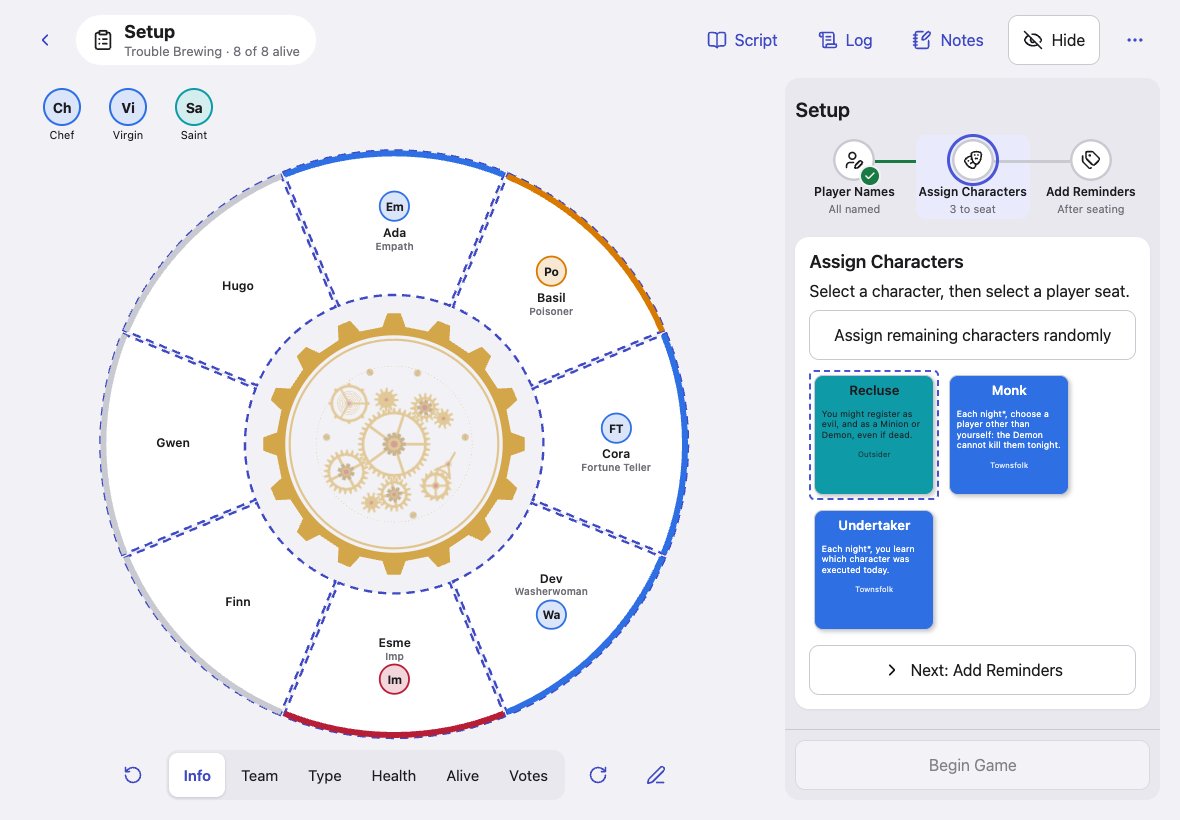 Setup
Trouble Brewing · 8 of 8 alive
Script
Log
Notes
Hide
Ch
Chef
Vi
Virgin
Sa
Saint
Em
Ada
Empath
Po
Basil
Poisoner
FT
Cora
Fortune Teller
Dev
Washerwoman
Wa
Esme
Imp
Im
Finn
Gwen
Hugo
Info
Team
Type
Health
Alive
Votes
Setup
Player Names
All named
Assign Characters
3 to seat
Add Reminders
After seating
Assign Characters
Select a character, then select a player seat.
Assign remaining characters randomly
Recluse
You might register as
evil, and as a Minion or
Demon, even if dead.
Outsider
Monk
Each night*, choose a
player other than
yourself: the Demon
cannot kill them tonight.
Townsfolk
Undertaker
Each night*, you learn
which character was
executed today.
Townsfolk
Next: Add Reminders
Begin Game